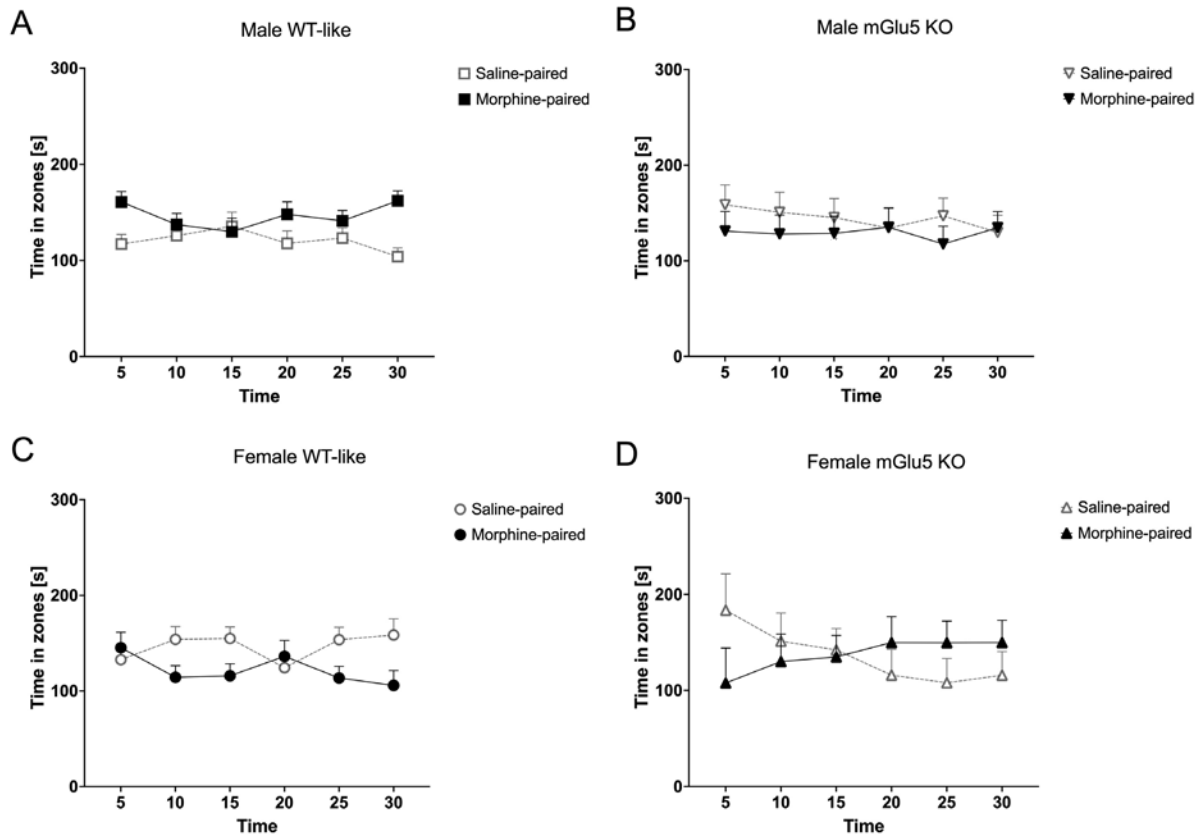 A
Male WT-like
300
200
100
0
Time in zones [s]
5 10 15 20 25 30
Time
Saline-paired
Morphine-paired
B
Male mGlu5 KO
300
200
100
0
Time in zones [s]
5 10 15 20 25 30
Time
Saline-paired
Morphine-paired
C
Female WT-like
300
200
100
0
Time in zones [s]
5 10 15 20 25 30
Time
Saline-paired
Morphine-paired
D
Female mGlu5 KO
300
200
100
0
Time in zones [s]
5 10 15 20 25 30
Time
Saline-paired
Morphine-paired